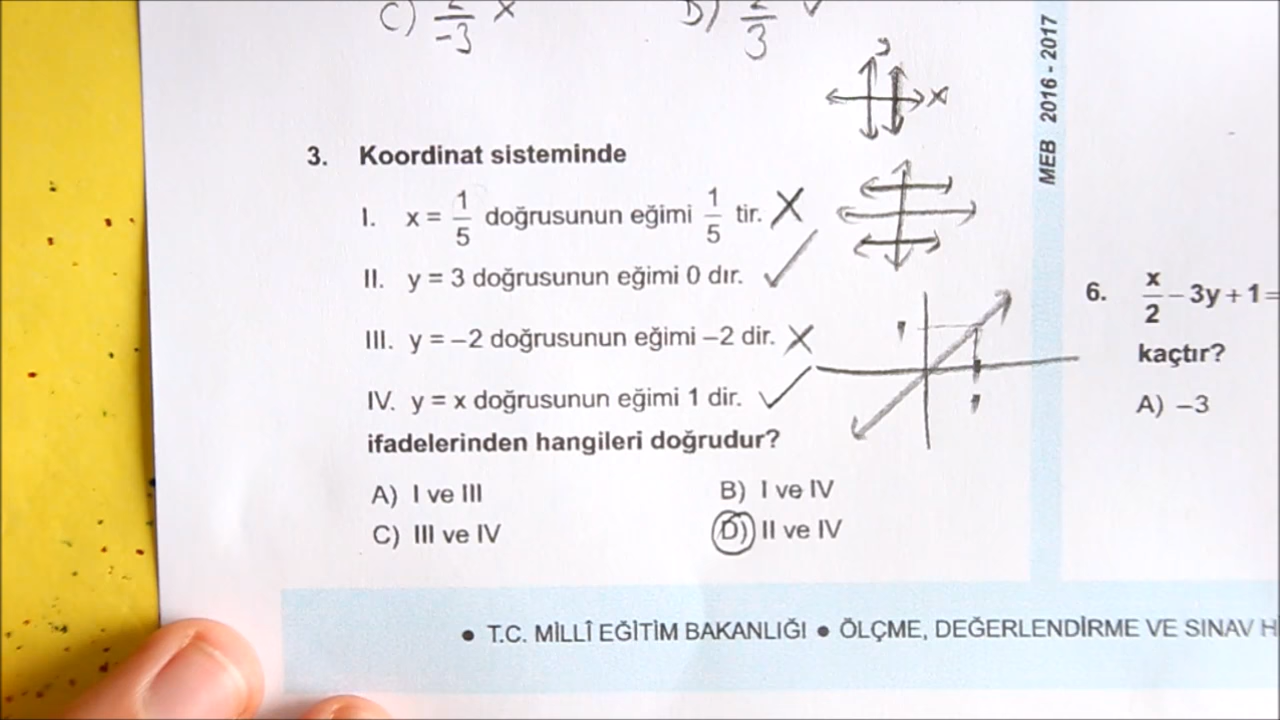 C) 2/-3 x D) 2/3
y
x
MEB 2016 - 2017
3. Koordinat sisteminde
I. x = 1/5 doğrusunun eğimi 1/5 tir. X
II. y = 3 doğrusunun eğimi 0 dır. ✓
III. y = –2 doğrusunun eğimi –2 dir. X
IV. y = x doğrusunun eğimi 1 dir. ✓
ifadelerinden hangileri doğrudur?
A) I ve III B) I ve IV
C) III ve IV D) II ve IV
6. x/2 – 3y + 1 =
kaçtır?
A) –3
• T.C. MİLLÎ EĞİTİM BAKANLIĞI • ÖLÇME, DEĞERLENDİRME VE SINAV H